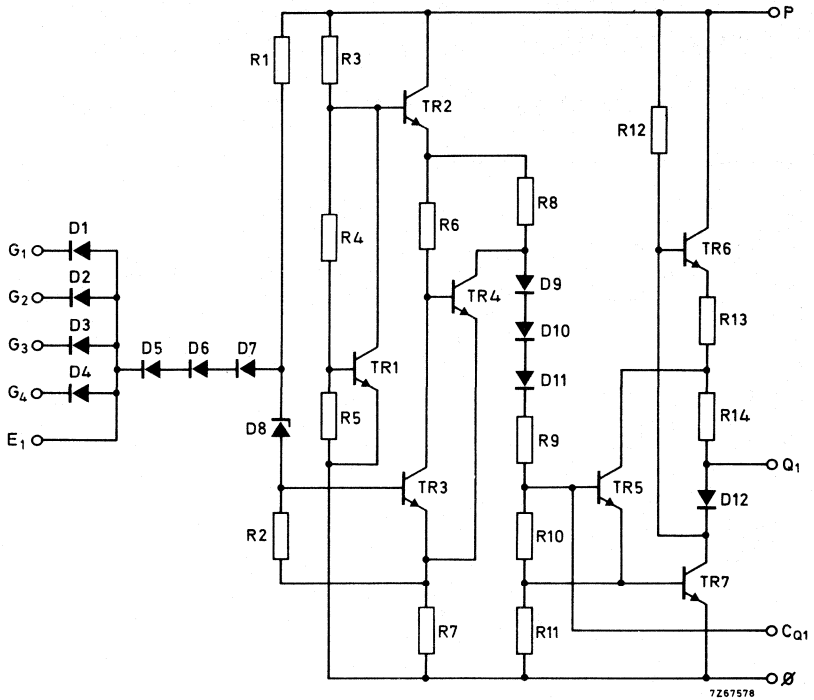 P
R1
R3
TR2
R12
R8
D1
G1
R4
R6
TR6
D2
G2
TR4
D9
R13
D3
G3
D10
D5 D6 D7
D4
G4
TR1
D11
R14
R5
D8
E1
R9
Q1
TR3
TR5
D12
R2
R10
TR7
R7
R11
CQ1
Ø
7Z67578